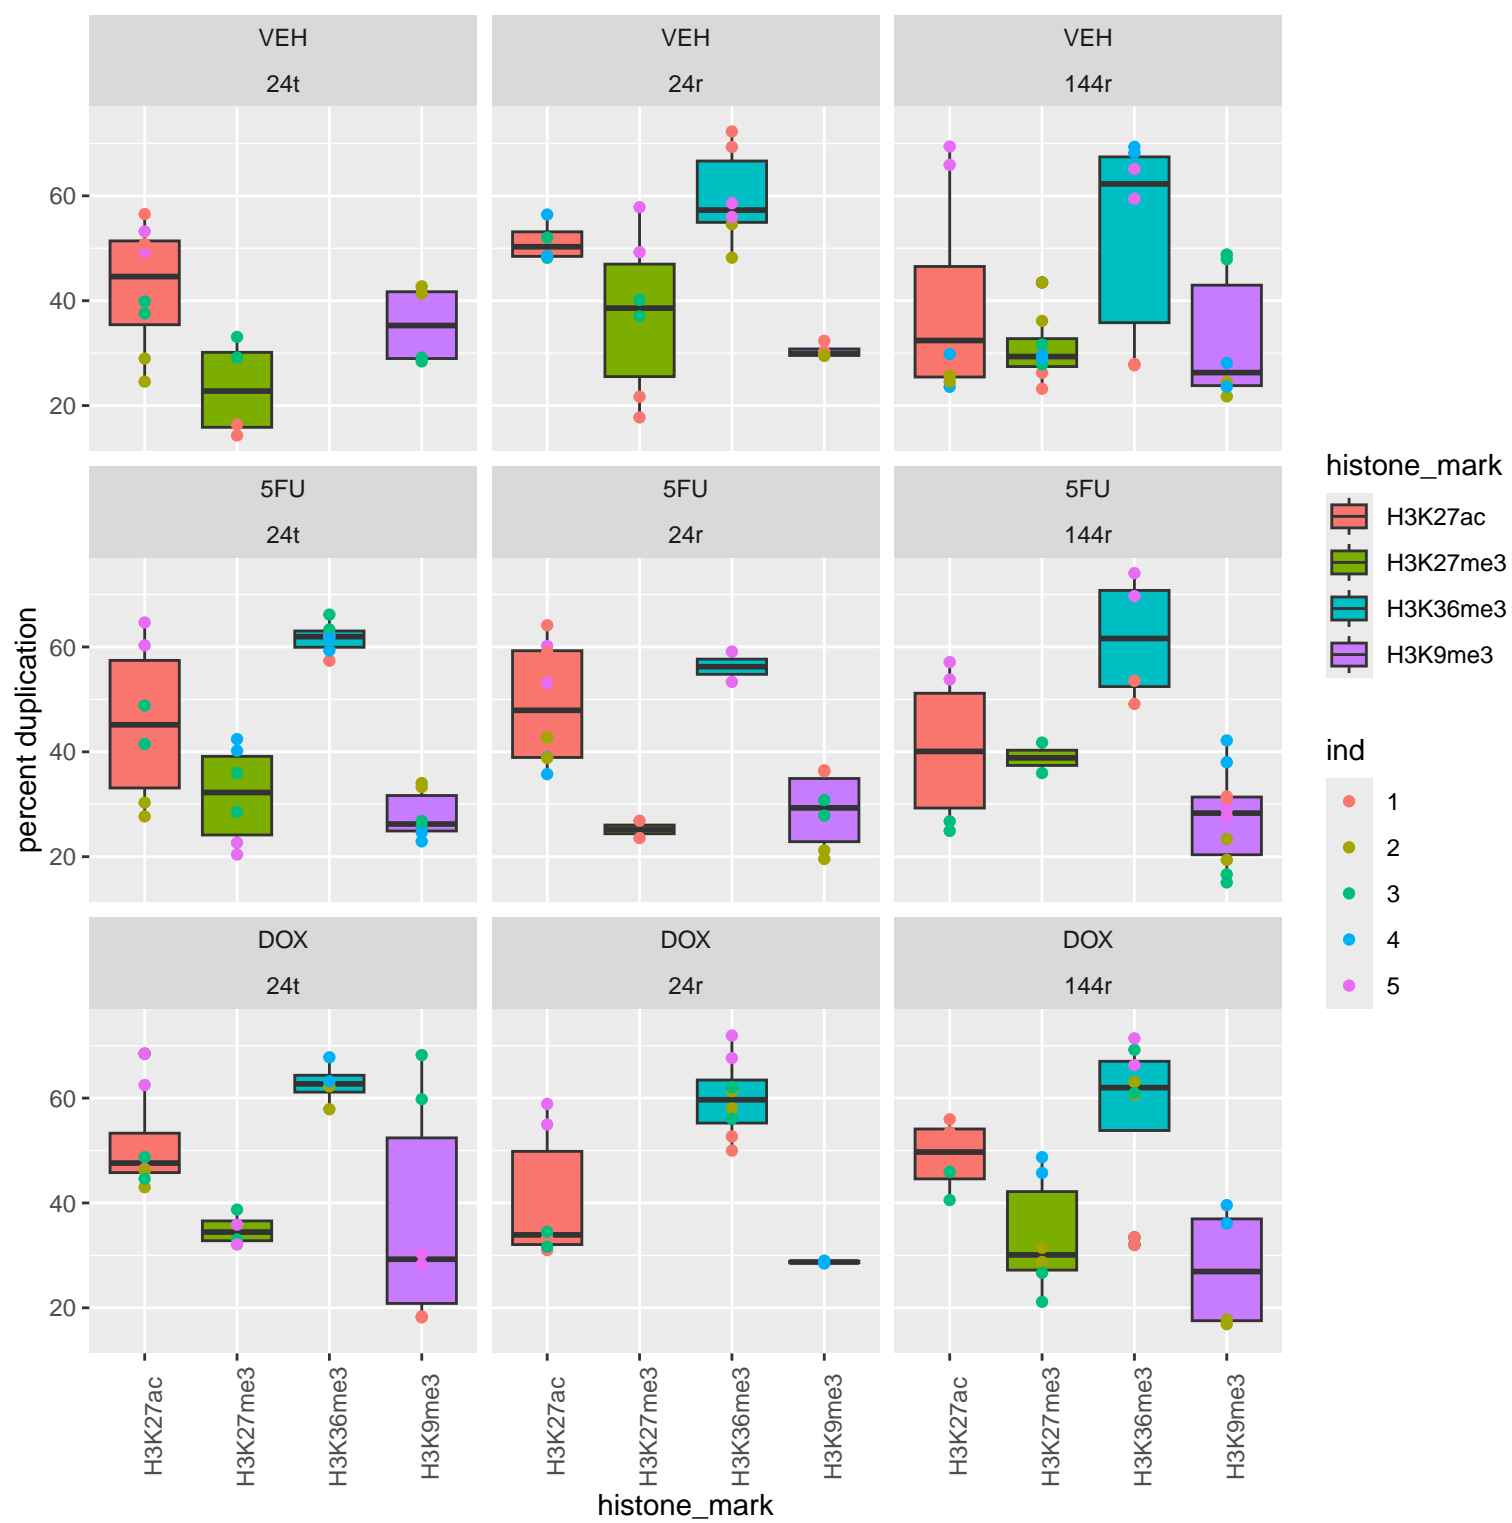 VEH
24t
VEH
24r
VEH
144r
60
40
20
5FU
24t
5FU
24r
5FU
144r
60
40
20
DOX
24t
DOX
24r
DOX
144r
60
40
20
H3K27ac
H3K27me3
H3K36me3
H3K9me3
H3K27ac
H3K27me3
H3K36me3
H3K9me3
H3K27ac
H3K27me3
H3K36me3
H3K9me3
histone_mark
percent duplication
histone_mark
H3K27ac
H3K27me3
H3K36me3
H3K9me3
ind
1
2
3
4
5